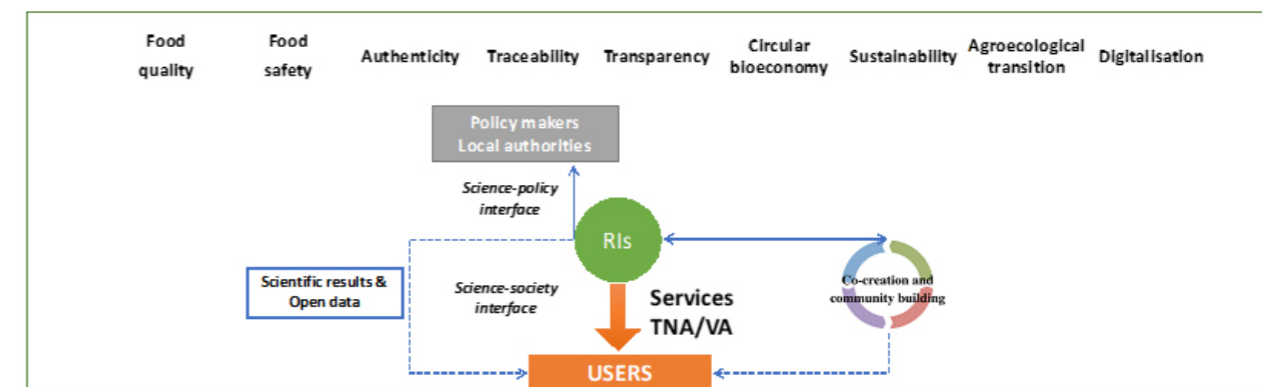 Food quality
Food safety
Authenticity
Traceability
Transparency
Circular bioeconomy
Sustainability
Agroecological transition
Digitalisation
Policy makers
Local authorities
Science-policy
interface
RIs
Scientific results &
Open data
Science-society
interface
Services
TNA/VA
Co-creation and
community building
USERS